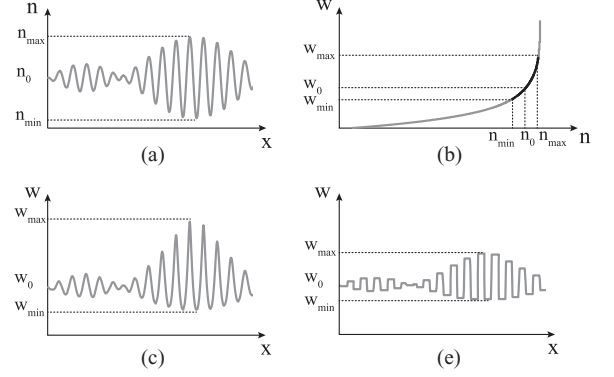 n
n_max
n_0
n_min
x
(a)
w
w_max
w_0
w_min
n_min n_0 n_max n
(b)
w
w_max
w_0
w_min
x
(c)
w
w_max
w_0
w_min
x
(e)